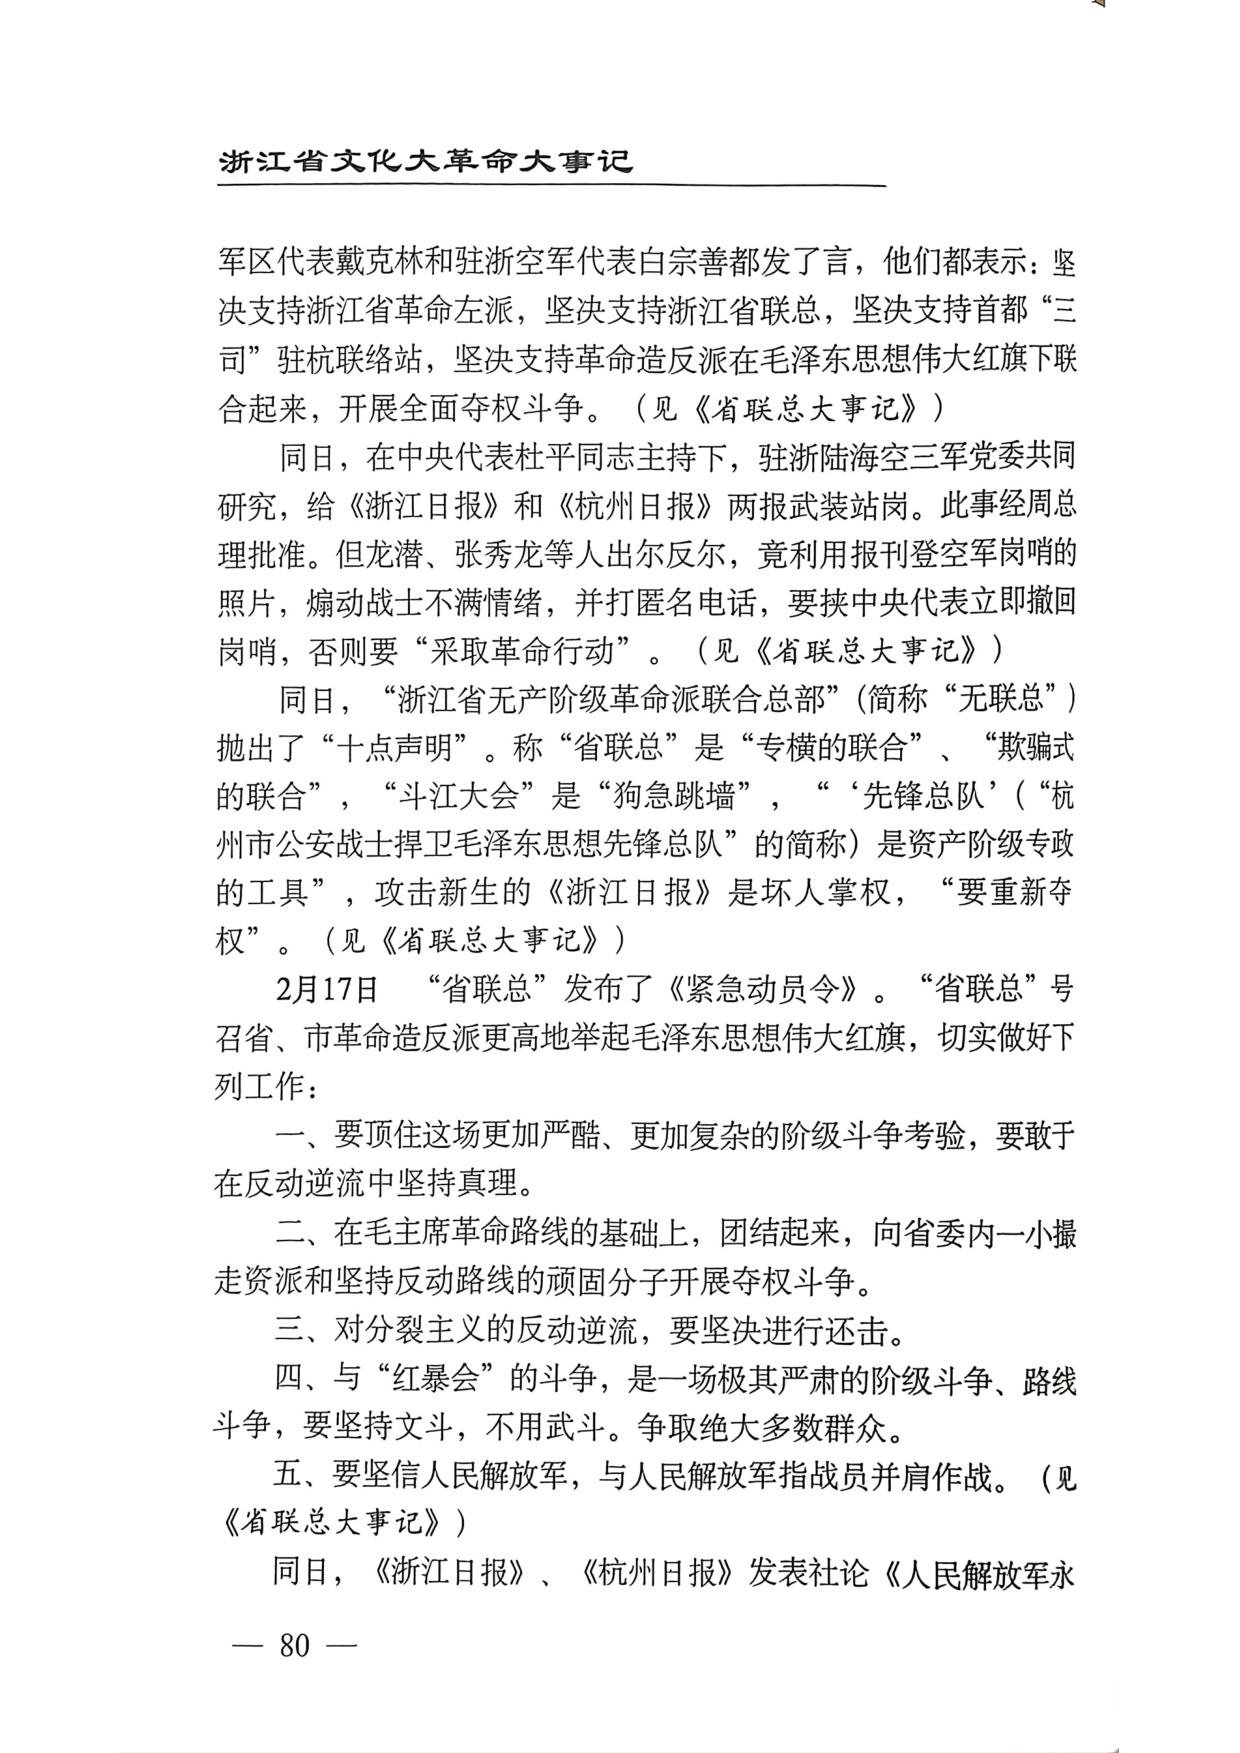 浙江省文化大革命大事记
军区代表戴克林和驻浙空军代表白宗善都发了言，他们都表示：坚
决支持浙江省革命左派，坚决支持浙江省联总，坚决支持首都“三
司”驻杭联络站，坚决支持革命造反派在毛泽东思想伟大红旗下联
合起来，开展全面夺权斗争。（见《省联总大事记》）
同日，在中央代表杜平同志主持下，驻浙陆海空三军党委共同
研究，给《浙江日报》和《杭州日报》两报武装站岗。此事经周总
理批准。但龙潜、张秀龙等人出尔反尔，竟利用报刊登空军岗哨的
照片，煽动战士不满情绪，并打匿名电话，要挟中央代表立即撤回
岗哨，否则要“采取革命行动”。（见《省联总大事记》）
同日，“浙江省无产阶级革命派联合总部”（简称“无联总”）
抛出了“十点声明”。称“省联总”是“专横的联合”、“欺骗式
的联合”，“斗江大会”是“狗急跳墙”，“‘先锋总队’（“杭
州市公安战士捍卫毛泽东思想先锋总队”的简称）是资产阶级专政
的工具”，攻击新生的《浙江日报》是坏人掌权，“要重新夺
权”。（见《省联总大事记》）
2月17日　“省联总”发布了《紧急动员令》。“省联总”号
召省、市革命造反派更高地举起毛泽东思想伟大红旗，切实做好下
列工作：
一、要顶住这场更加严酷、更加复杂的阶级斗争考验，要敢于
在反动逆流中坚持真理。
二、在毛主席革命路线的基础上，团结起来，向省委内一小撮
走资派和坚持反动路线的顽固分子开展夺权斗争。
三、对分裂主义的反动逆流，要坚决进行还击。
四、与“红暴会”的斗争，是一场极其严肃的阶级斗争、路线
斗争，要坚持文斗，不用武斗。争取绝大多数群众。
五、要坚信人民解放军，与人民解放军指战员并肩作战。（见
《省联总大事记》）
同日，《浙江日报》、《杭州日报》发表社论《人民解放军永
— 80 —